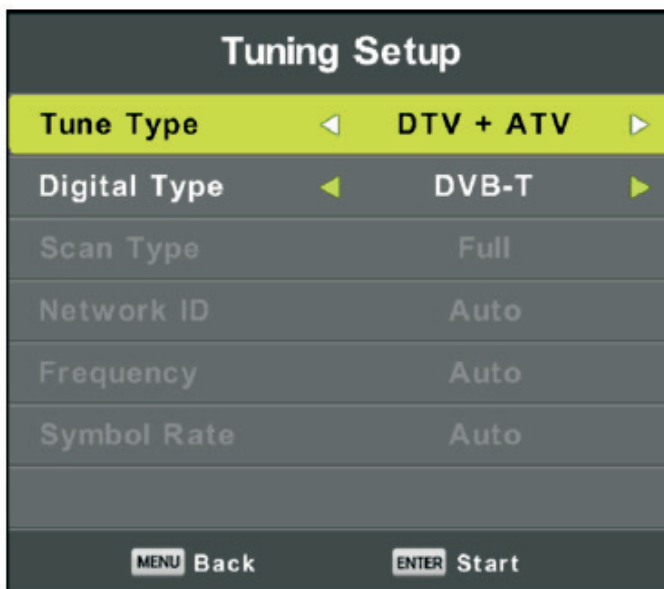 Tuning Setup
Tune Type DTV + ATV
Digital Type DVB-T
Scan Type Full
Network ID Auto
Frequency Auto
Symbol Rate Auto
MENU Back ENTER Start